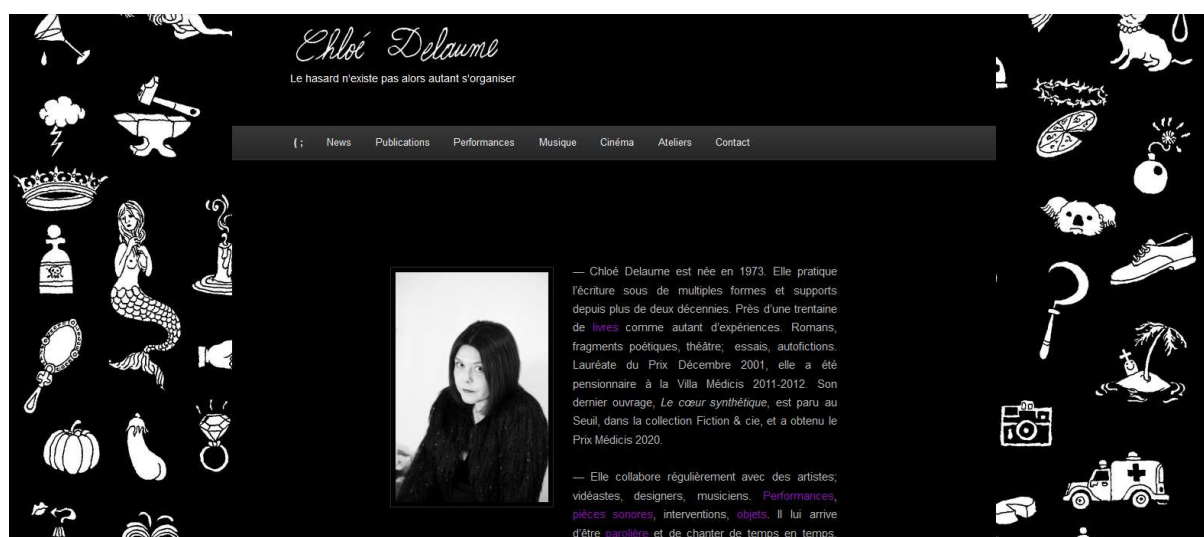 Chloé Delaume
Le hasard n'existe pas alors autant s'organiser
( ; News Publications Performances Musique Cinéma Ateliers Contact
— Chloé Delaume est née en 1973. Elle pratique
l'écriture sous de multiples formes et supports
depuis plus de deux décennies. Près d'une trentaine
de livres comme autant d'expériences. Romans,
fragments poétiques, théâtre; essais, autofictions.
Lauréate du Prix Décembre 2001, elle a été
pensionnaire à la Villa Médicis 2011-2012. Son
dernier ouvrage, Le cœur synthétique, est paru au
Seuil, dans la collection Fiction & cie, et a obtenu le
Prix Médicis 2020.
— Elle collabore régulièrement avec des artistes;
vidéastes, designers, musiciens. Performances,
pièces sonores, interventions, objets. Il lui arrive
d'être parolière et de chanter de temps en temps.